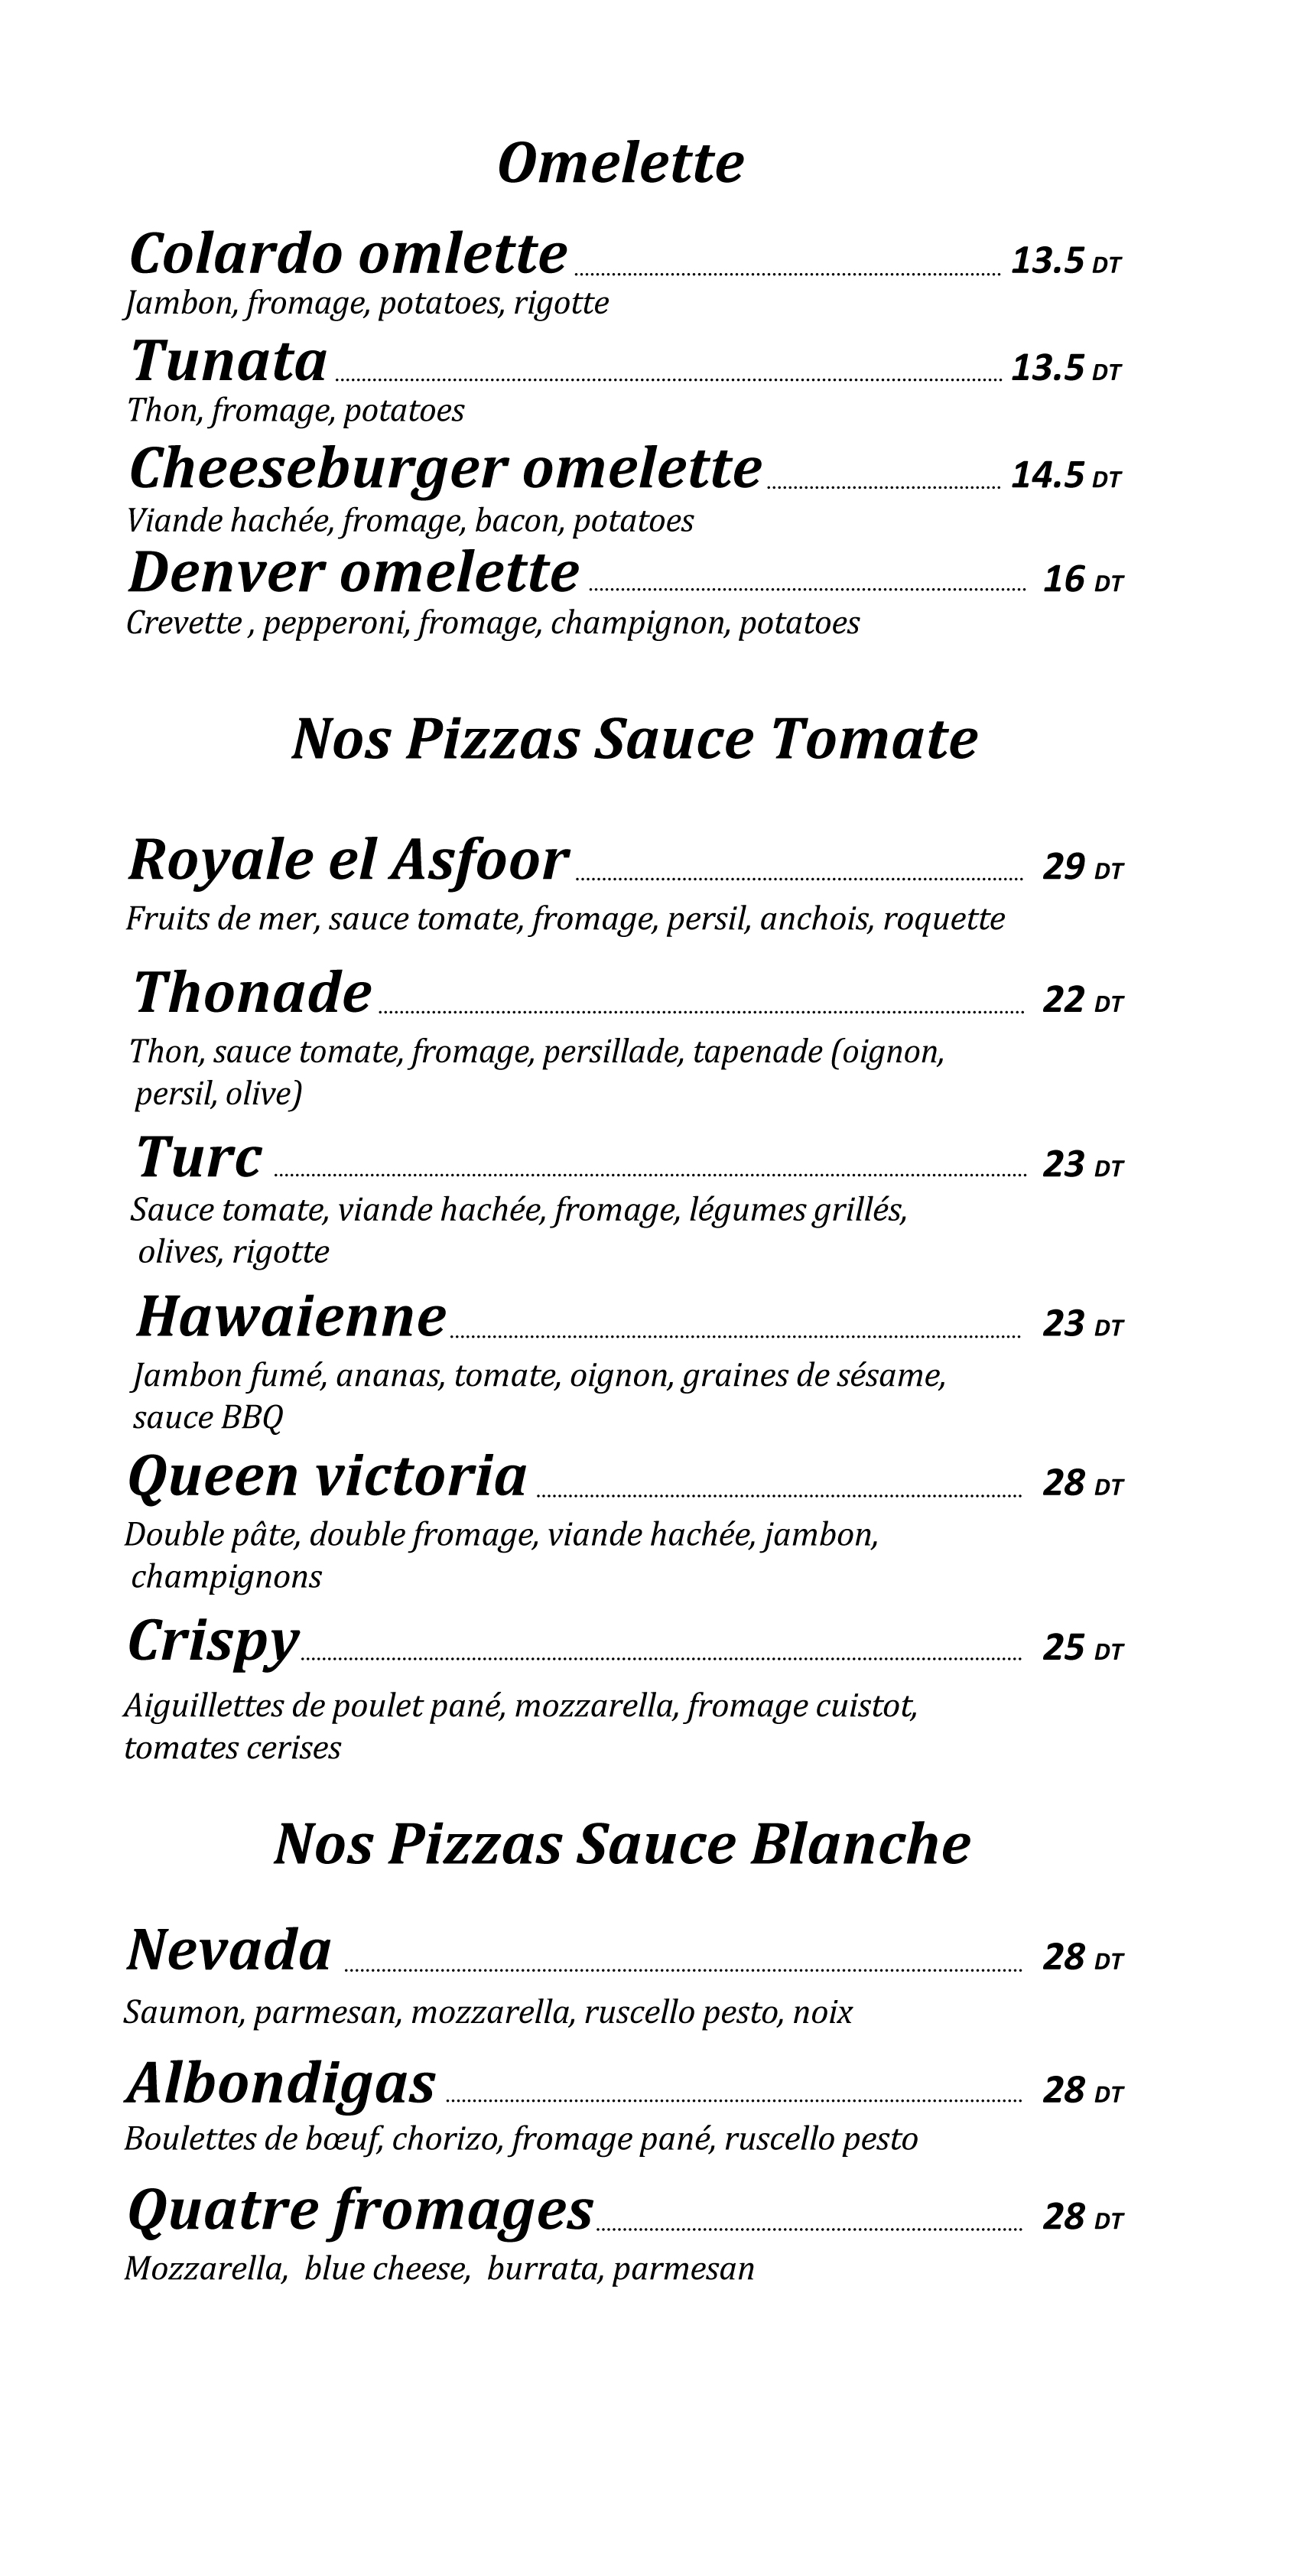 Omelette
Colardo omlette 13.5 DT
Jambon, fromage, potatoes, rigotte
Tunata 13.5 DT
Thon, fromage, potatoes
Cheeseburger omelette 14.5 DT
Viande hachée, fromage, bacon, potatoes
Denver omelette 16 DT
Crevette , pepperoni, fromage, champignon, potatoes
Nos Pizzas Sauce Tomate
Royale el Asfoor 29 DT
Fruits de mer, sauce tomate, fromage, persil, anchois, roquette
Thonade 22 DT
Thon, sauce tomate, fromage, persillade, tapenade (oignon,
persil, olive)
Turc 23 DT
Sauce tomate, viande hachée, fromage, légumes grillés,
olives, rigotte
Hawaienne 23 DT
Jambon fumé, ananas, tomate, oignon, graines de sésame,
sauce BBQ
Queen victoria 28 DT
Double pâte, double fromage, viande hachée, jambon,
champignons
Crispy 25 DT
Aiguillettes de poulet pané, mozzarella, fromage cuistot,
tomates cerises
Nos Pizzas Sauce Blanche
Nevada 28 DT
Saumon, parmesan, mozzarella, ruscello pesto, noix
Albondigas 28 DT
Boulettes de bœuf, chorizo, fromage pané, ruscello pesto
Quatre fromages 28 DT
Mozzarella, blue cheese, burrata, parmesan